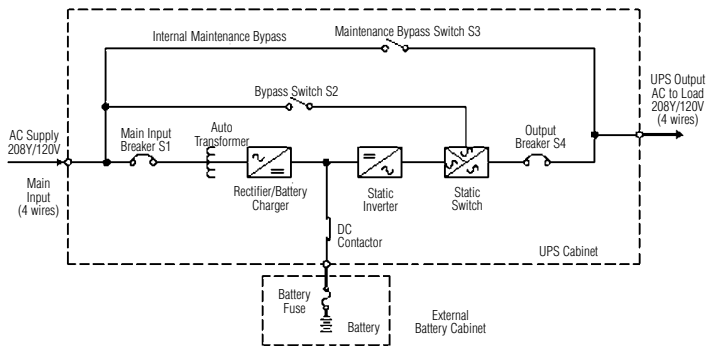 Internal Maintenance Bypass
Maintenance Bypass Switch S3
UPS Output
AC to Load
208Y/120V
(4 wires)
Bypass Switch S2
AC Supply
208Y/120V
Main Input
Breaker S1
Auto
Transformer
Output
Breaker S4
Main
Input
(4 wires)
Rectifier/Battery
Charger
Static
Inverter
Static
Switch
DC
Contactor
UPS Cabinet
Battery
Fuse
Battery
External
Battery Cabinet